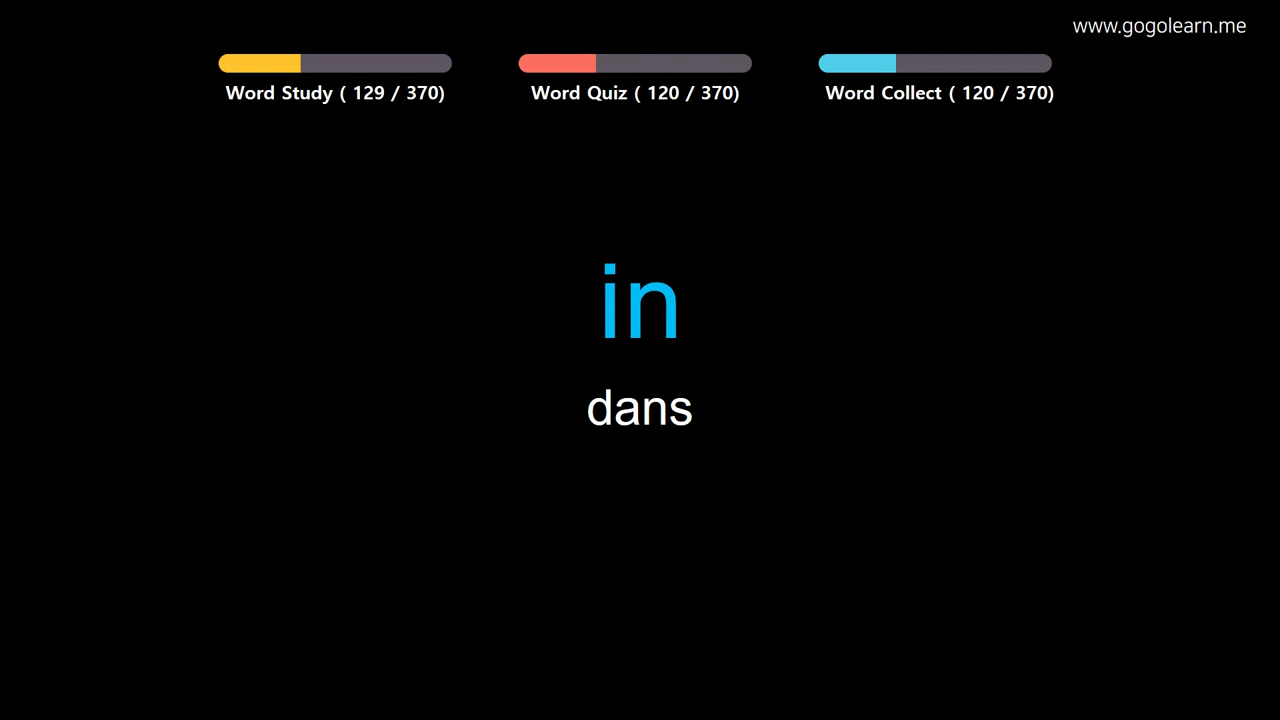 www.gogolearn.me
Word Study ( 129 / 370)
Word Quiz ( 120 / 370)
Word Collect ( 120 / 370)
in
dans